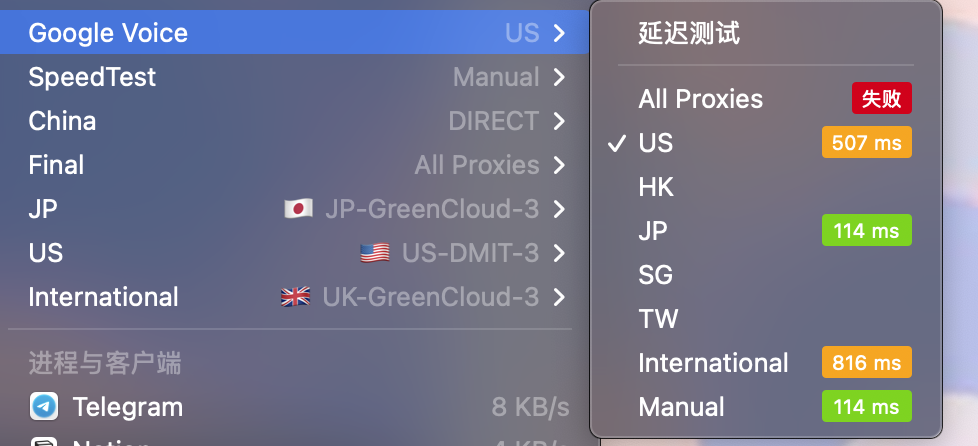 Google Voice US
SpeedTest Manual
China DIRECT
Final All Proxies
JP JP-GreenCloud-3
US US-DMIT-3
International UK-GreenCloud-3
进程与客户端
Telegram 8 KB/s
延迟测试
All Proxies 失败
US 507 ms
HK
JP 114 ms
SG
TW
International 816 ms
Manual 114 ms